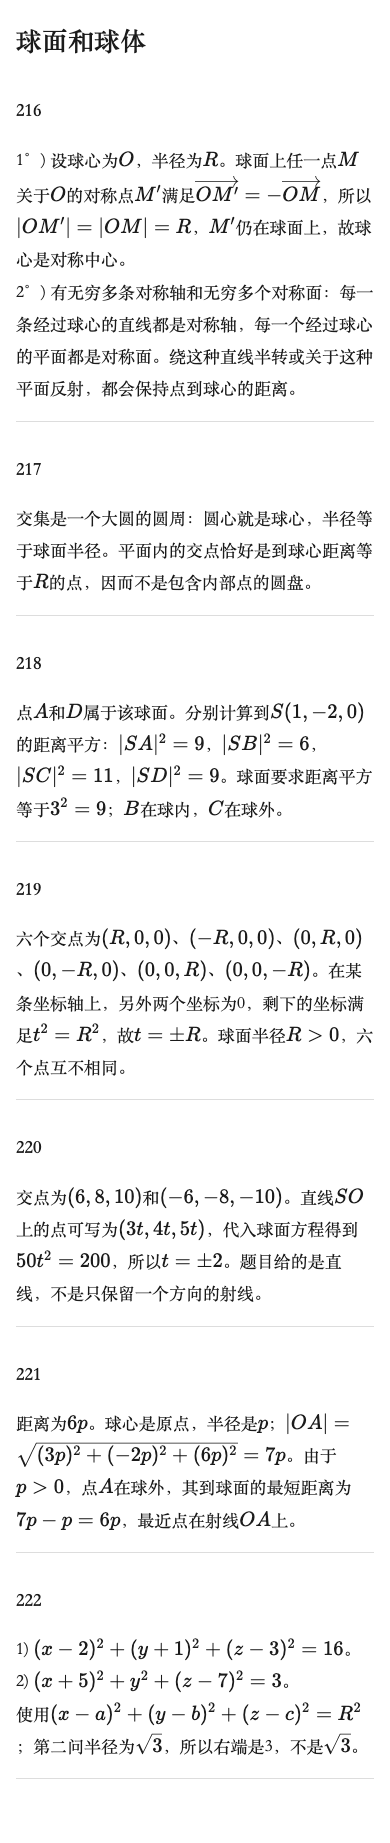 球面和球体
216
1°）设球心为O，半径为R。球面上任一点M
关于O的对称点M′满足$\overrightarrow{OM'} = -\overrightarrow{OM}$，所以
|OM′| = |OM| = R，M′仍在球面上，故球
心是对称中心。
2°）有无穷多条对称轴和无穷多个对称面：每一
条经过球心的直线都是对称轴，每一个经过球心
的平面都是对称面。绕这种直线半转或关于这种
平面反射，都会保持点到球心的距离。
217
交集是一个大圆的圆周：圆心就是球心，半径等
于球面半径。平面内的交点恰好是到球心距离等
于R的点，因而不是包含内部点的圆盘。
218
点A和D属于该球面。分别计算到S(1, −2, 0)
的距离平方：|SA|² = 9，|SB|² = 6，
|SC|² = 11，|SD|² = 9。球面要求距离平方
等于3² = 9；B在球内，C在球外。
219
六个交点为(R, 0, 0)、(−R, 0, 0)、(0, R, 0)
、(0, −R, 0)、(0, 0, R)、(0, 0, −R)。在某
条坐标轴上，另外两个坐标为0，剩下的坐标满
足t² = R²，故t = ±R。球面半径R > 0，六
个点互不相同。
220
交点为(6, 8, 10)和(−6, −8, −10)。直线SO
上的点可写为(3t, 4t, 5t)，代入球面方程得到
50t² = 200，所以t = ±2。题目给的是直
线，不是只保留一个方向的射线。
221
距离为6p。球心是原点，半径是p；|OA| =
√((3p)² + (−2p)² + (6p)²) = 7p。由于
p > 0，点A在球外，其到球面的最短距离为
7p − p = 6p，最近点在射线OA上。
222
1) (x − 2)² + (y + 1)² + (z − 3)² = 16。
2) (x + 5)² + y² + (z − 7)² = 3。
使用(x − a)² + (y − b)² + (z − c)² = R²
；第二问半径为√3，所以右端是3，不是√3。